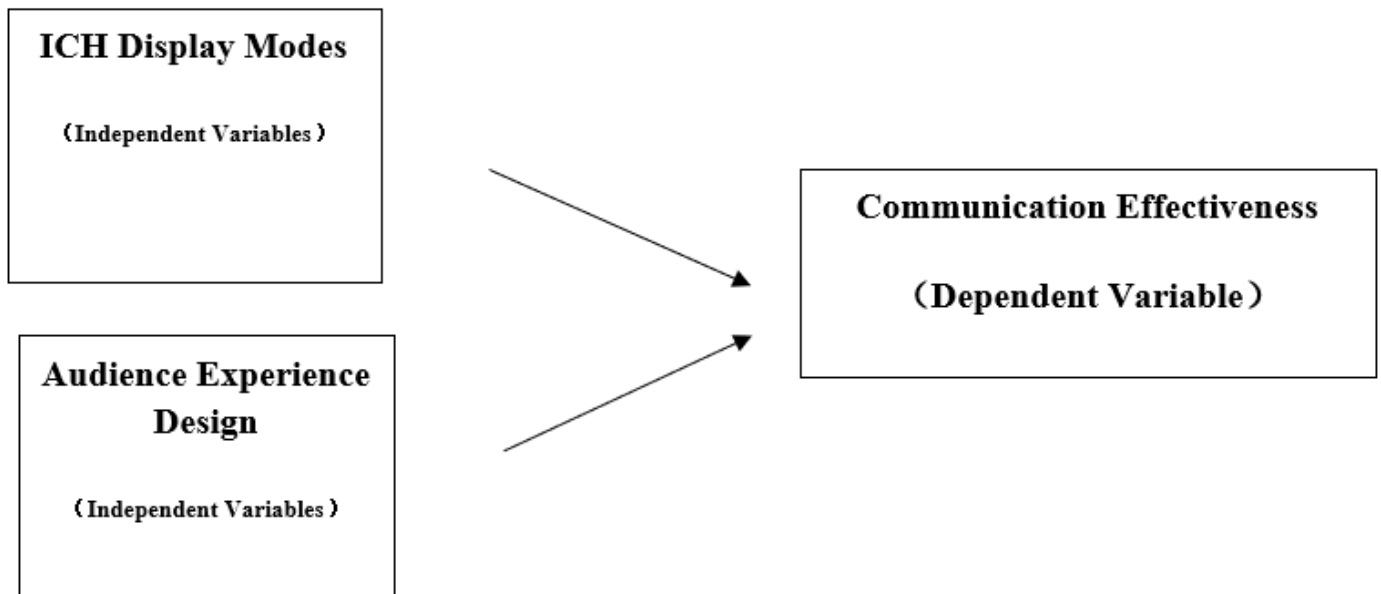 ICH Display Modes
（Independent Variables）
Audience Experience
Design
（Independent Variables）
Communication Effectiveness
（Dependent Variable）